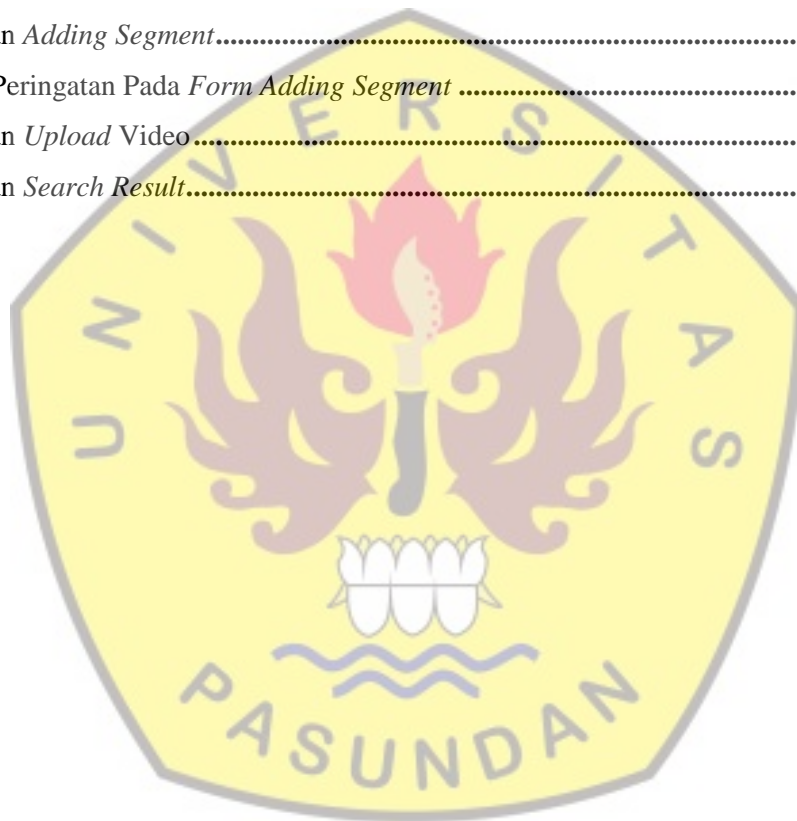 n Adding Segment................................................................................
Peringatan Pada Form Adding Segment ..............................................
n Upload Video...................................................................................
n Search Result....................................................................................
UNIVERSITAS
PASUNDAN